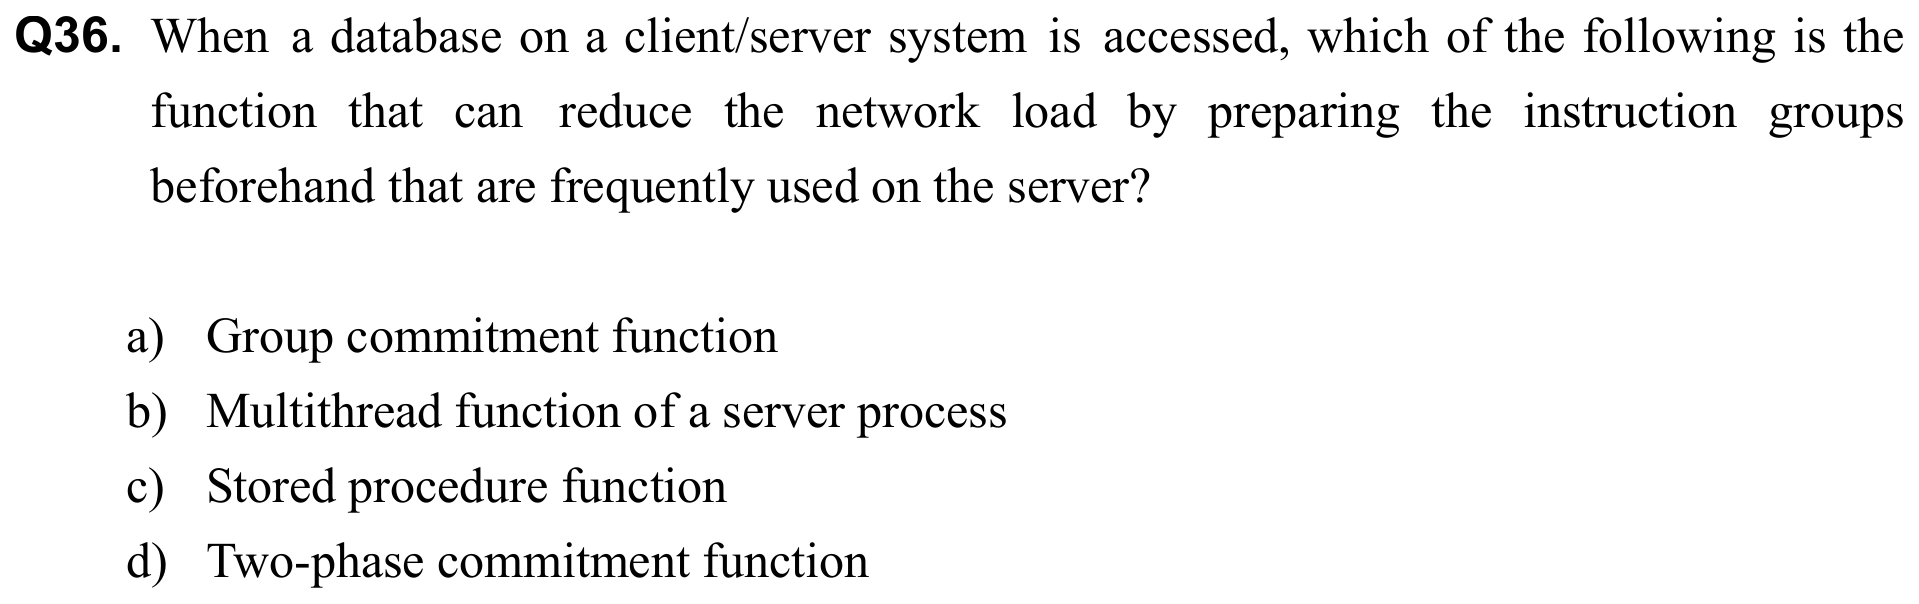 Q36. When a database on a client/server system is accessed, which of the following is the
function that can reduce the network load by preparing the instruction groups
beforehand that are frequently used on the server?
a) Group commitment function
b) Multithread function of a server process
c) Stored procedure function
d) Two-phase commitment function